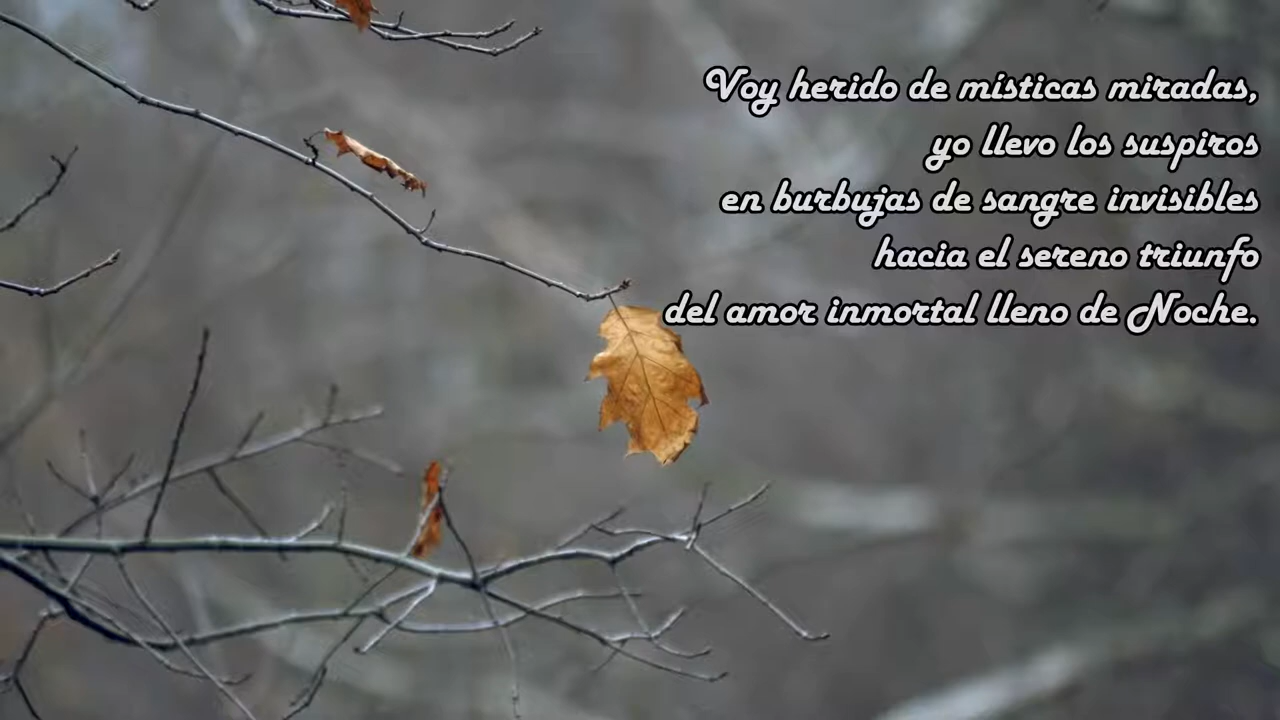 Voy herido de místicas miradas,
yo llevo los suspiros
en burbujas de sangre invisibles
hacia el sereno triunfo
del amor inmortal lleno de Noche.